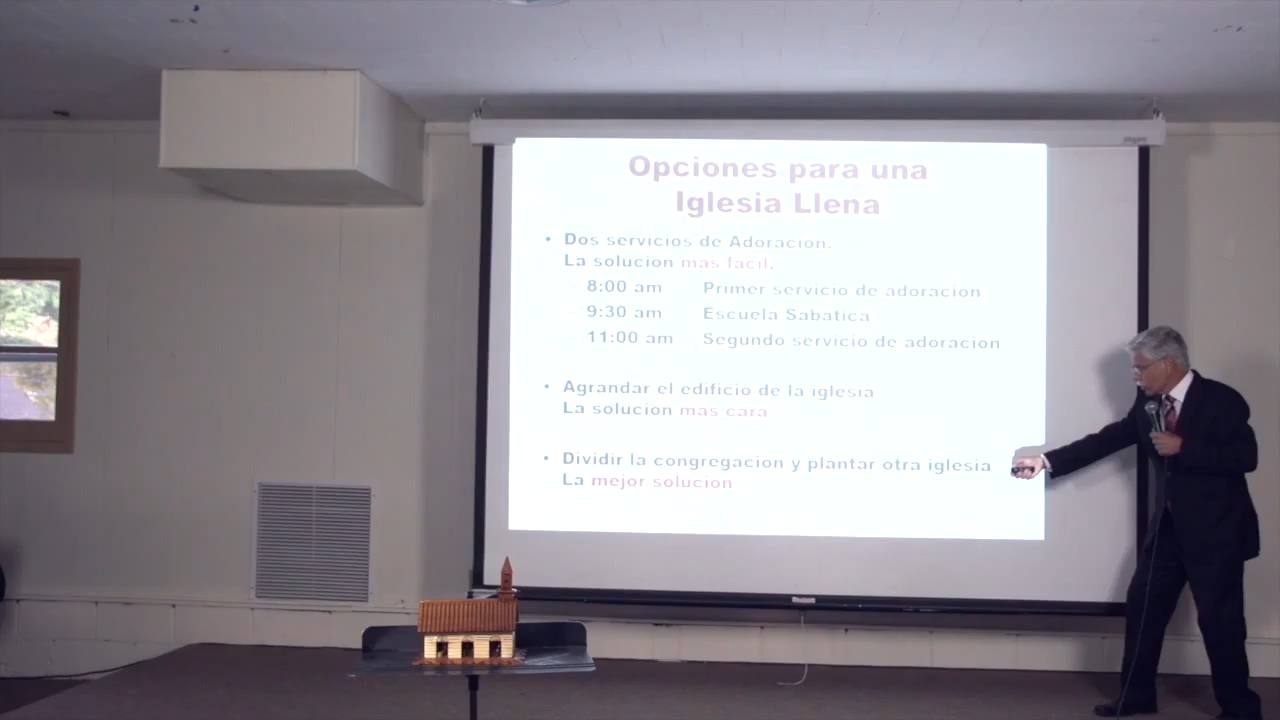 Opciones para una
Iglesia Llena
• Dos servicios de Adoracion.
La solucion mas facil.
8:00 am Primer servicio de adoracion
9:30 am Escuela Sabatica
11:00 am Segundo servicio de adoracion
• Agrandar el edificio de la iglesia
La solucion mas cara
• Dividir la congregacion y plantar otra iglesia
La mejor solucion